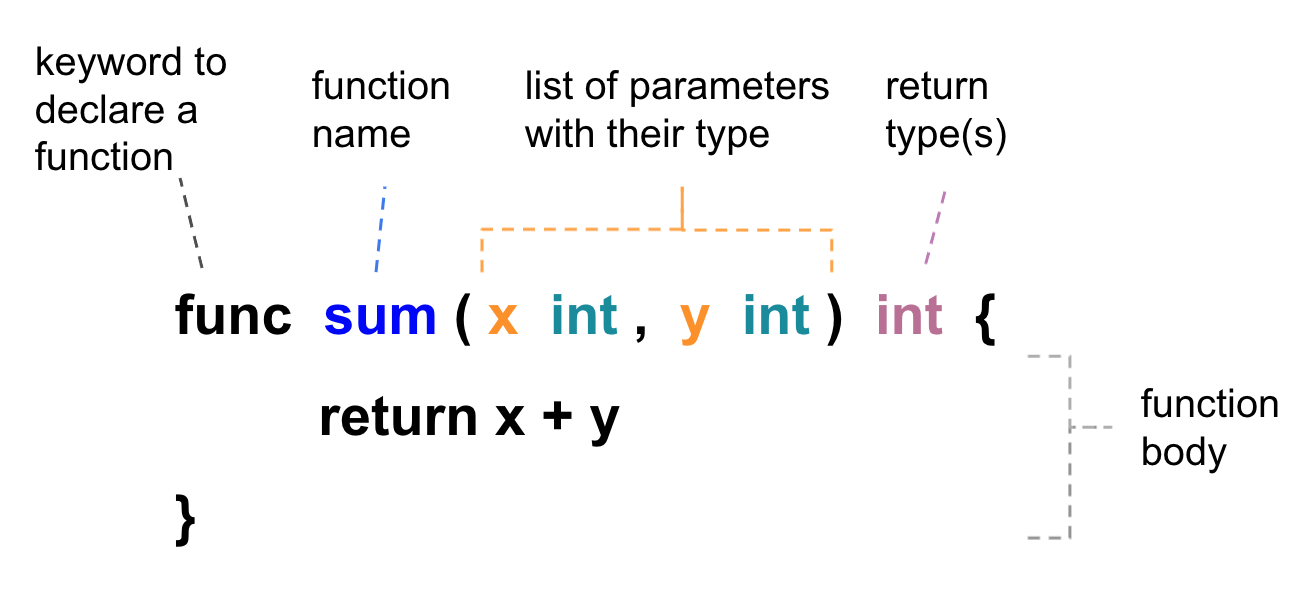 keyword to
declare a
function
function
name
list of parameters
with their type
return
type(s)
func sum ( x int , y int ) int {
return x + y
}
function
body